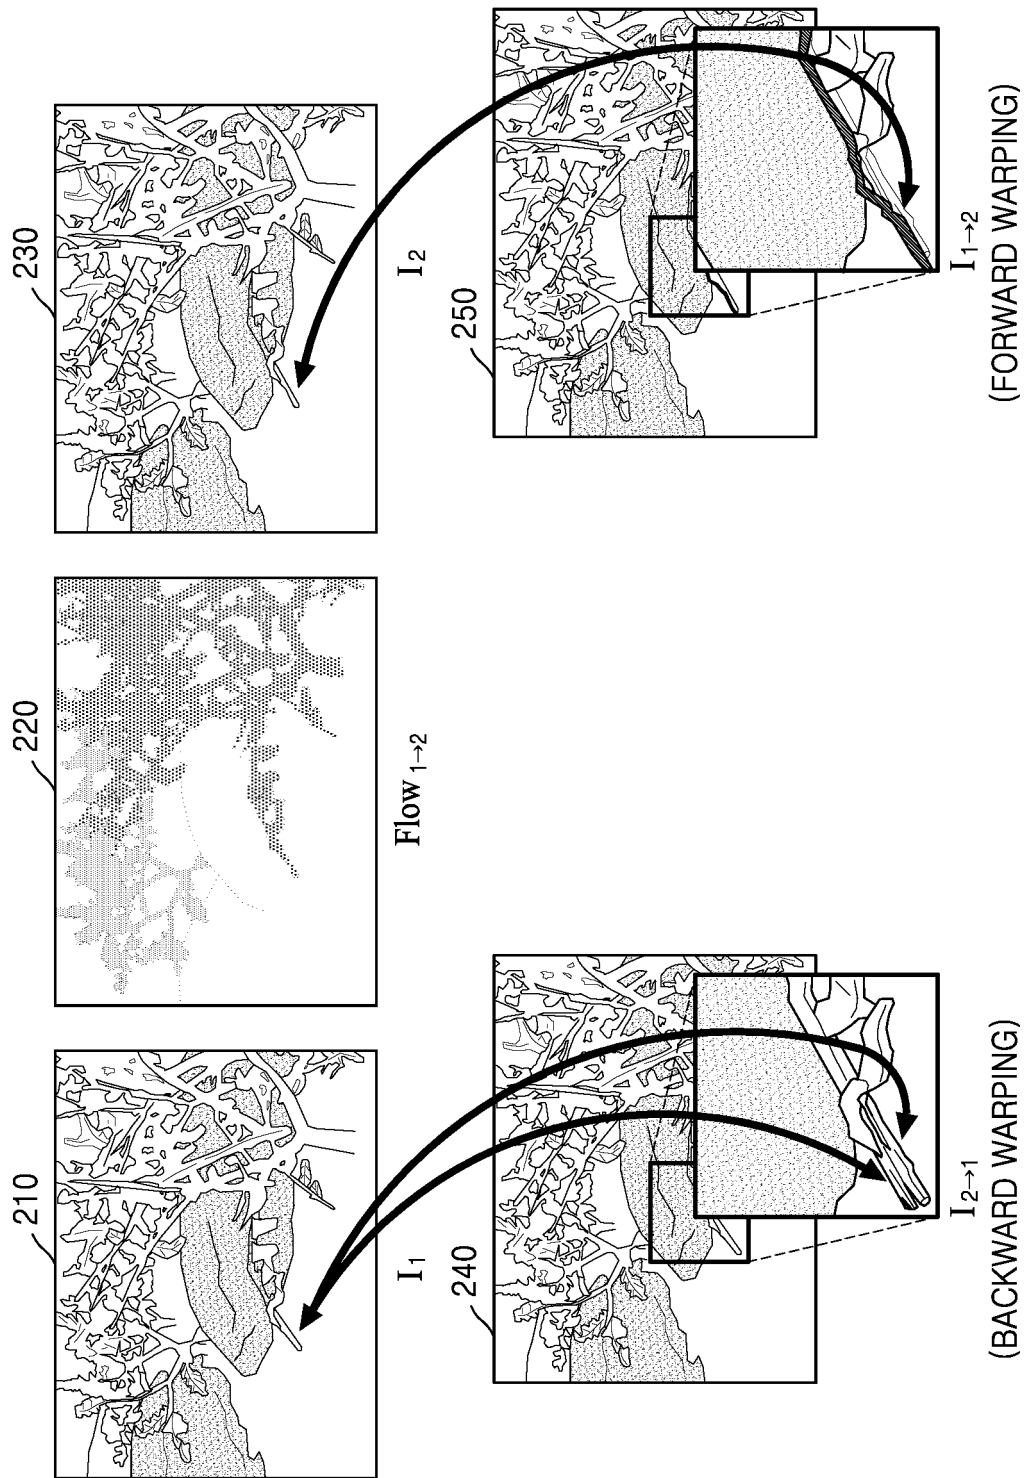 210
220
230
I1
Flow1→2
I2
240
250
I2→1
I1→2
(BACKWARD WARPING)
(FORWARD WARPING)